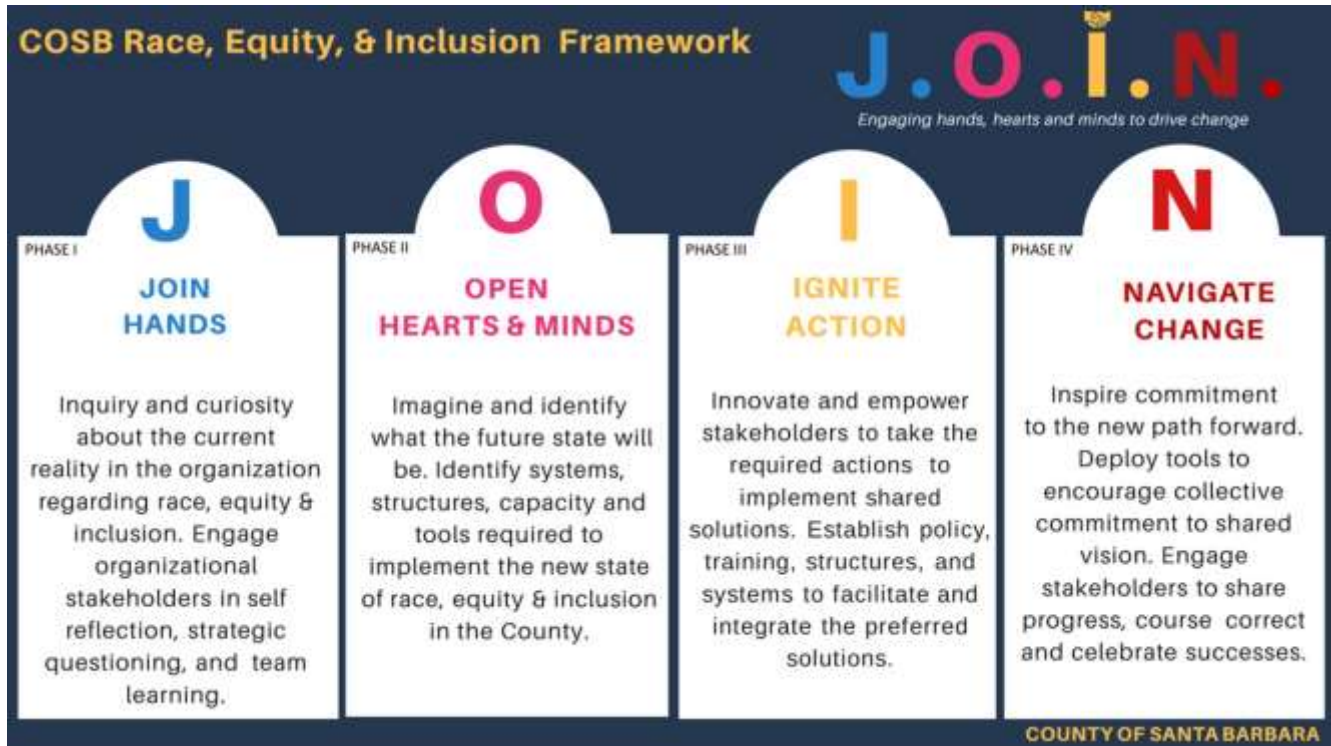 COSB Race, Equity, & Inclusion Framework
J.O.I.N.
Engaging hands, hearts and minds to drive change
J
PHASE I
JOIN
HANDS
Inquiry and curiosity
about the current
reality in the organization
regarding race, equity &
inclusion. Engage
organizational
stakeholders in self
reflection, strategic
questioning, and team
learning.
O
PHASE II
OPEN
HEARTS & MINDS
Imagine and identify
what the future state will
be. Identify systems,
structures, capacity and
tools required to
implement the new state
of race, equity & inclusion
in the County.
I
PHASE III
IGNITE
ACTION
Innovate and empower
stakeholders to take the
required actions to
implement shared
solutions. Establish policy,
training, structures, and
systems to facilitate and
integrate the preferred
solutions.
N
PHASE IV
NAVIGATE
CHANGE
Inspire commitment
to the new path forward.
Deploy tools to
encourage collective
commitment to shared
vision. Engage
stakeholders to share
progress, course correct
and celebrate successes.
COUNTY OF SANTA BARBARA